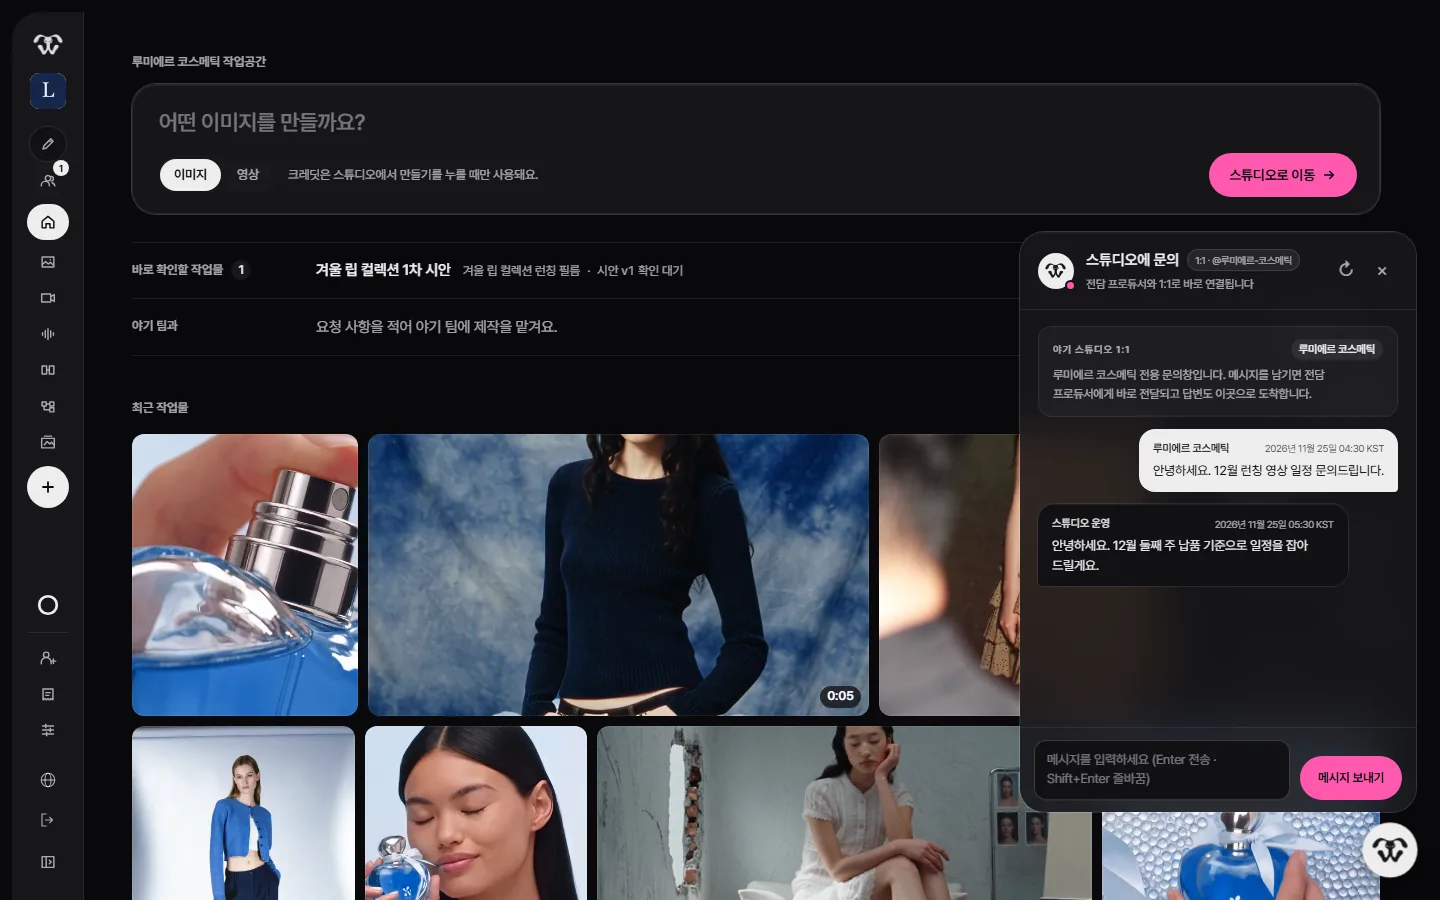 L
1
루미에르 코스메틱 작업공간
어떤 이미지를 만들까요?
이미지
영상
크레딧은 스튜디오에서 만들기를 누를 때만 사용돼요.
스튜디오로 이동 →
바로 확인할 작업물 1
겨울 립 컬렉션 1차 시안
겨울 립 컬렉션 런칭 필름 · 시안 v1 확인 대기
야기 팀과
요청 사항을 적어 야기 팀에 제작을 맡겨요.
최근 작업물
0:05
스튜디오에 문의
1:1 · @루미에르-코스메틱
전담 프로듀서와 1:1로 바로 연결됩니다
야기 스튜디오 1:1
루미에르 코스메틱
루미에르 코스메틱 전용 문의창입니다. 메시지를 남기면 전담
프로듀서에게 바로 전달되고 답변도 이곳으로 도착합니다.
루미에르 코스메틱
2026년 11월 25일 04:30 KST
안녕하세요. 12월 런칭 영상 일정 문의드립니다.
스튜디오 운영
2026년 11월 25일 05:30 KST
안녕하세요. 12월 둘째 주 납품 기준으로 일정을 잡아
드릴게요.
메시지를 입력하세요 (Enter 전송 ·
Shift+Enter 줄바꿈)
메시지 보내기